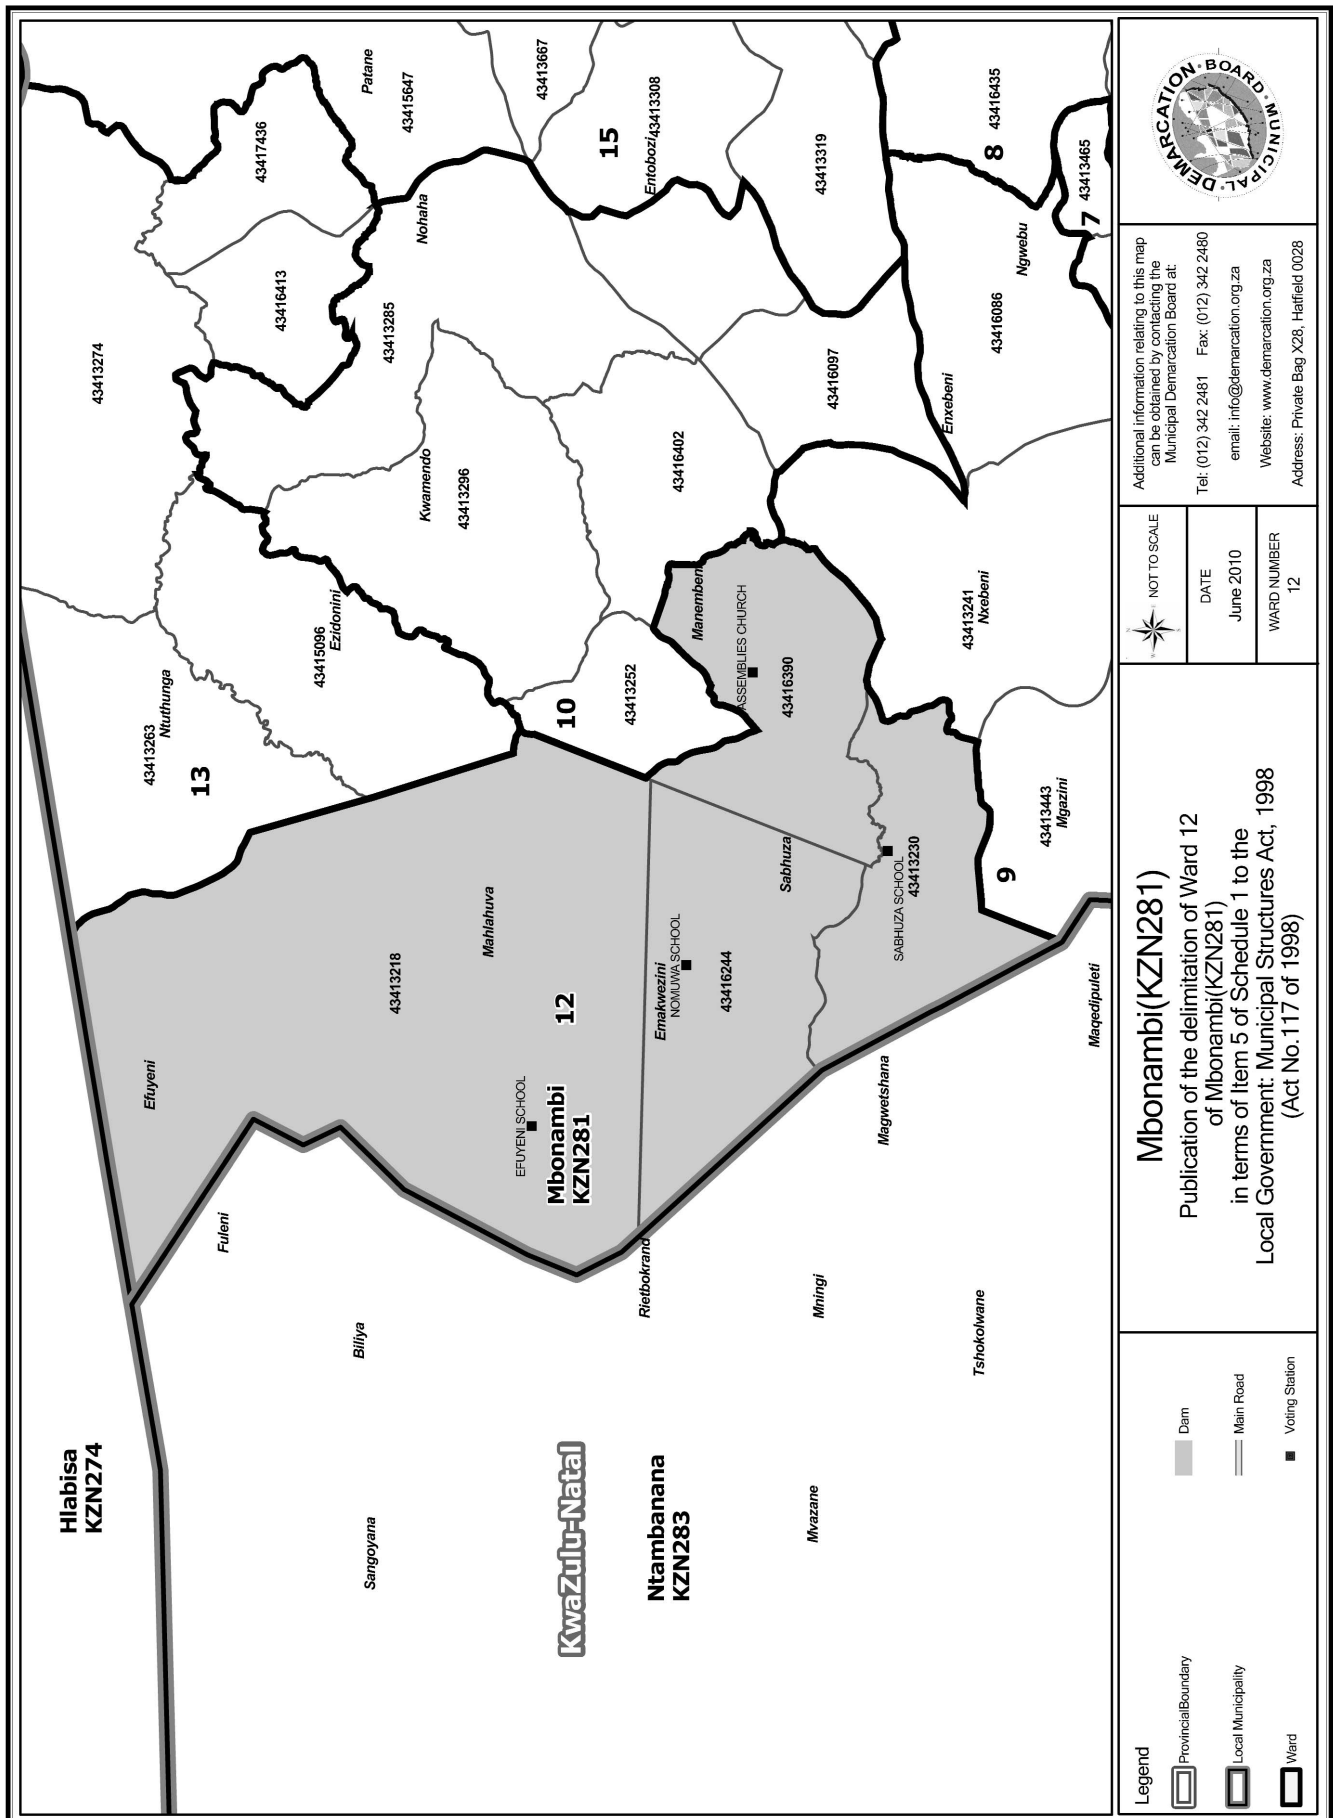 Hlabisa
KZN274
43413274
Patane
43417436
43416413
43415647
43413667
Nohaha
43413285
43413263
Ntuthunga
13
43415096
Ezidonini
Kwamendo
43413296
15
Entobozi
43413308
43413319
43416402
43416097
10
43413252
Manembeni
ASSEMBLIES CHURCH
43416390
8
43416435
7
43413465
Ngwebu
43416086
Enxebeni
43413241
Nxebeni
Efuyeni
Fuleni
Biliya
Sangoyana
43413218
Mahlahuva
EFUYENI SCHOOL
12
Mbonambi
KZN281
KwaZulu-Natal
Emakwezini
NOMUWA SCHOOL
43416244
Sabhuza
SABHUZA SCHOOL
43413230
9
43413443
Mgazini
Rietbokrand
Ntambanana
KZN283
Mningi
Mvazane
Magwetshana
Tshokolwane
Maqedipuleti
Legend
ProvincialBoundary
Local Municipality
Ward
Dam
Main Road
Voting Station
Mbonambi(KZN281)
Publication of the delimitation of Ward 12
of Mbonambi(KZN281)
in terms of Item 5 of Schedule 1 to the
Local Government: Municipal Structures Act, 1998
(Act No.117 of 1998)
NOT TO SCALE
DATE
June 2010
WARD NUMBER
12
Additional information relating to this map
can be obtained by contacting the
Municipal Demarcation Board at:
Tel: (012) 342 2481 Fax: (012) 342 2480
email: info@demarcation.org.za
Website: www.demarcation.org.za
Address: Private Bag X28, Hatfield 0028
MUNICIPAL DEMARCATION BOARD